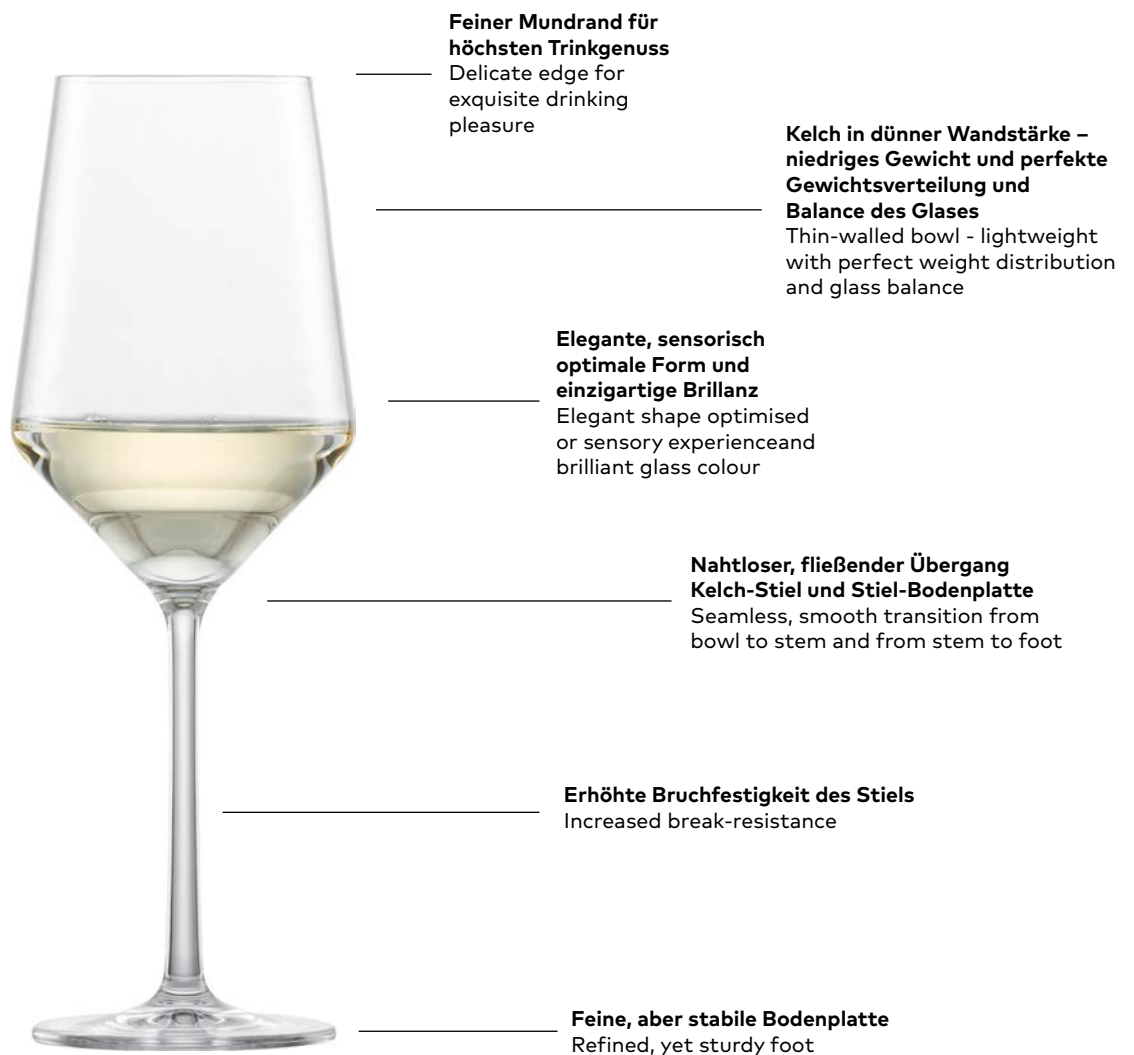 Feiner Mundrand für
höchsten Trinkgenuss
Delicate edge for
exquisite drinking
pleasure
Kelch in dünner Wandstärke –
niedriges Gewicht und perfekte
Gewichtsverteilung und
Balance des Glases
Thin-walled bowl - lightweight
with perfect weight distribution
and glass balance
Elegante, sensorisch
optimale Form und
einzigartige Brillanz
Elegant shape optimised
or sensory experienceand
brilliant glass colour
Nahtloser, fließender Übergang
Kelch-Stiel und Stiel-Bodenplatte
Seamless, smooth transition from
bowl to stem and from stem to foot
Erhöhte Bruchfestigkeit des Stiels
Increased break-resistance
Feine, aber stabile Bodenplatte
Refined, yet sturdy foot